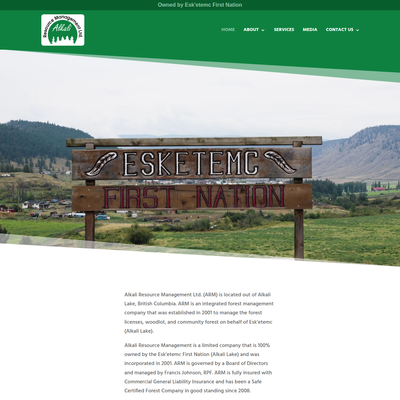 Owned by Esk'etemc First Nation
Resource Management Ltd.
Alkali
HOME
ABOUT
SERVICES
MEDIA
CONTACT US
ESKETEMC
FIRST NATION
Alkali Resource Management Ltd. (ARM) is located out of Alkali
Lake, British Columbia. ARM is an integrated forest management
company that was established in 2001 to manage the forest
licenses, woodlot, and community forest on behalf of Esk'etemc
(Alkali Lake).
Alkali Resource Management is a limited company that is 100%
owned by the Esk'etemc First Nation (Alkali Lake) and was
incorporated in 2001. ARM is governed by a Board of Directors
and managed by Francis Johnson, RPF. ARM is fully insured with
Commercial General Liability Insurance and has been a Safe
Certified Forest Company in good standing since 2008.